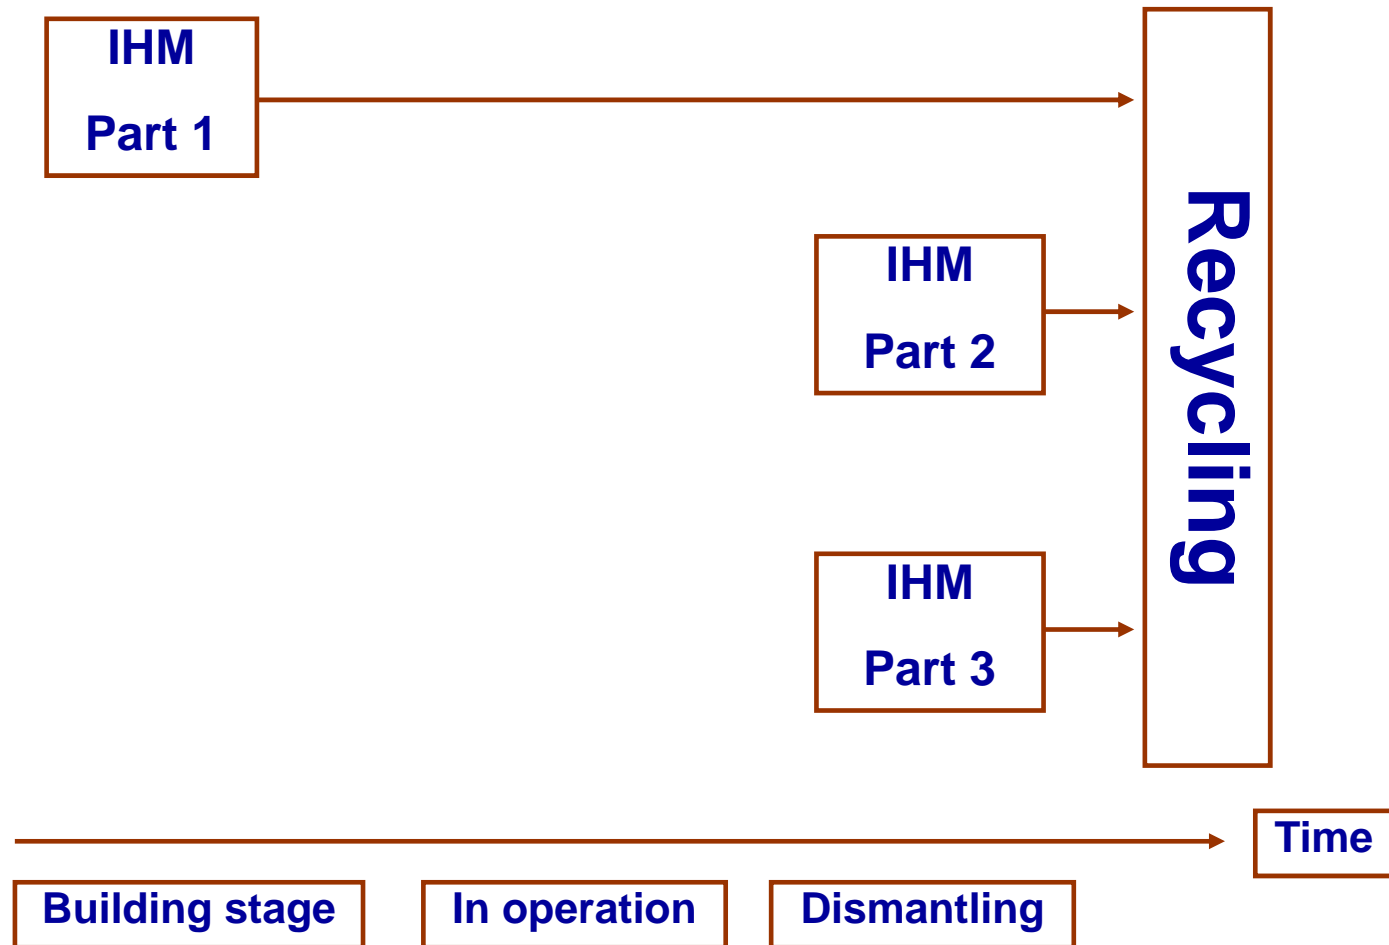 IHM
Part 1
IHM
Part 2
IHM
Part 3
Recycling
Time
Building stage
In operation
Dismantling